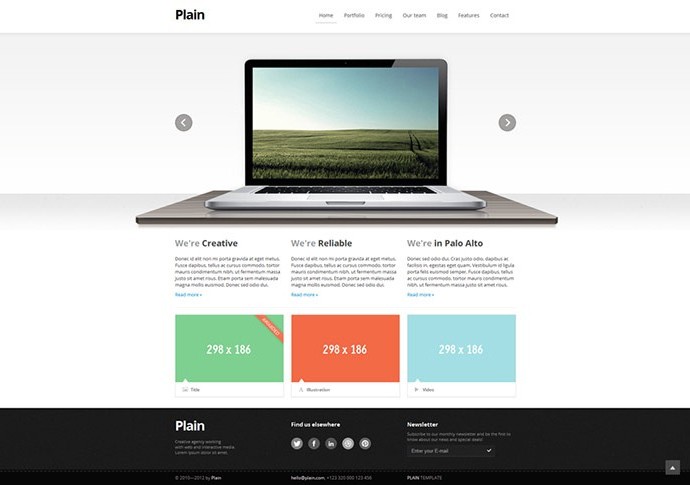 Plain
Home Portfolio Pricing Our team Blog Features Contact
We're Creative
Donec id elit non mi porta gravida at eget metus.
Fusce dapibus, tellus ac cursus commodo, tortor
mauris condimentum nibh, ut fermentum massa
justo sit amet risus. Etiam porta sem malesuada
magna mollis euismod. Donec sed odio dui.
Read more »
We're Reliable
Donec id elit non mi porta gravida at eget metus.
Fusce dapibus, tellus ac cursus commodo, tortor
mauris condimentum nibh, ut fermentum massa
justo sit amet risus. Etiam porta sem malesuada
magna mollis euismod. Donec sed odio dui.
Read more »
We're in Palo Alto
Donec sed odio dui. Cras justo odio, dapibus ac
facilisis in, egestas eget quam. Vestibulum id ligula
porta felis euismod semper. Fusce dapibus, tellus
ac cursus commodo, tortor mauris condimentum
nibh, ut fermentum massa justo sit amet risus.
Donec sed odio dui.
Read more »
298 x 186
298 x 186
298 x 186
Title
Illustration
Video
Plain
Creative agency working
with web and interactive media.
Lorem ipsum dolor sit amet.
Find us elsewhere
Newsletter
Subscribe to our monthly newsletter and be the first to
know about our news and special deals!
Enter your E-mail
© 2010—2012 by Plain
hello@plain.com, +123 320 900 123 456
PLAIN TEMPLATE